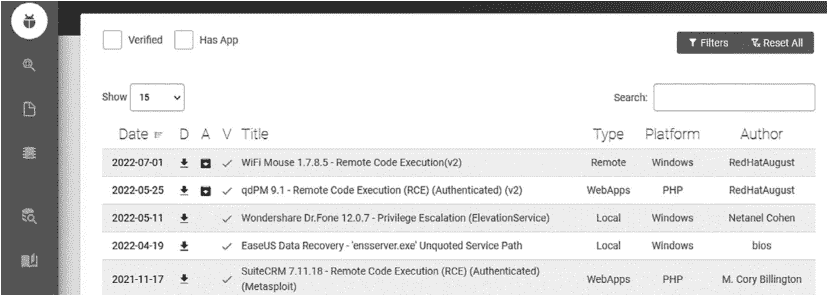 Verified Has App Filters Reset All
Show 15 Search:
Date D A V Title Type Platform Author
2022-07-01 WiFi Mouse 1.7.8.5 - Remote Code Execution(v2) Remote Windows RedHatAugust
2022-05-25 qdPM 9.1 - Remote Code Execution (RCE) (Authenticated) (v2) WebApps PHP RedHatAugust
2022-05-11 Wondershare Dr.Fone 12.0.7 - Privilege Escalation (ElevationService) Local Windows Netanel Cohen
2022-04-19 EaseUS Data Recovery - 'ensserver.exe' Unquoted Service Path Local Windows bios
2021-11-17 SuiteCRM 7.11.18 - Remote Code Execution (RCE) (Authenticated) (Metasploit) WebApps PHP M. Cory Billington